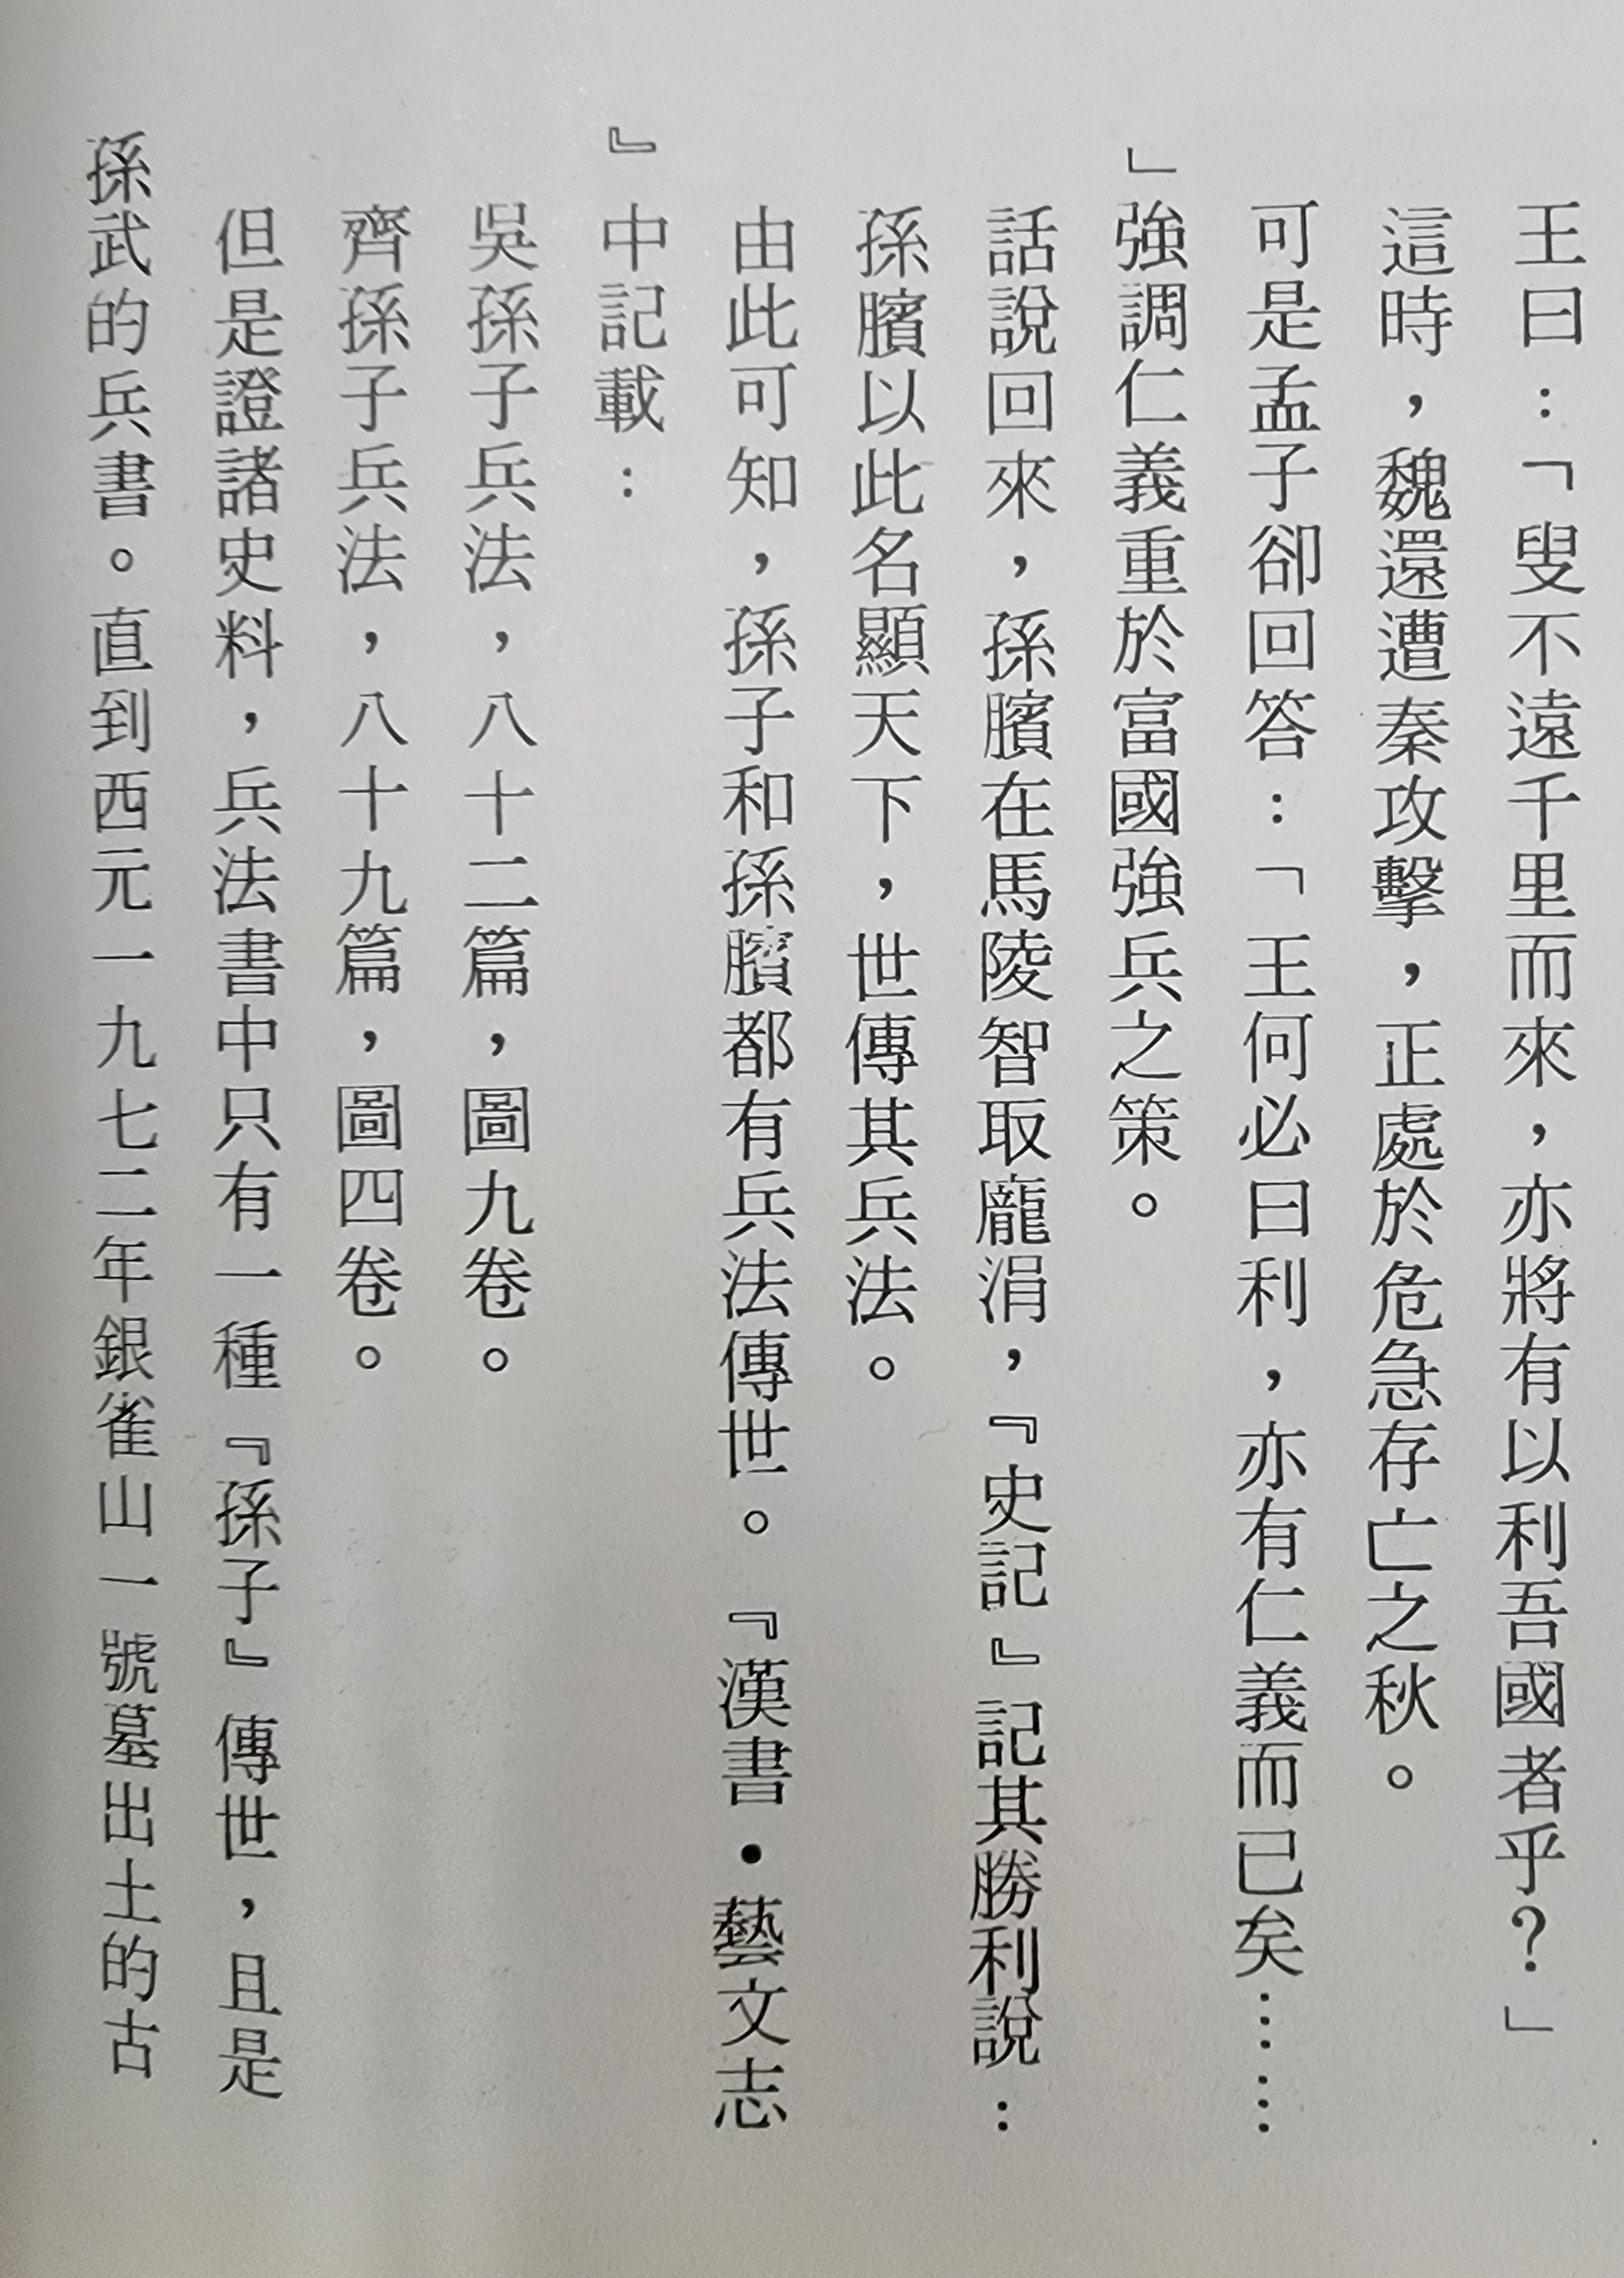 王曰：「叟不遠千里而來，亦將有以利吾國者乎？」
這時，魏還遭秦攻擊，正處於危急存亡之秋。
可是孟子卻回答：「王何必曰利，亦有仁義而已矣……
」強調仁義重於富國強兵之策。
話說回來，孫臏在馬陵智取龐涓，『史記』記其勝利說：
孫臏以此名顯天下，世傳其兵法。
由此可知，孫子和孫臏都有兵法傳世。『漢書・藝文志
』中記載：
吳孫子兵法，八十二篇，圖九卷。
齊孫子兵法，八十九篇，圖四卷。
但是證諸史料，兵法書中只有一種『孫子』傳世，且是
孫武的兵書。直到西元一九七二年銀雀山一號墓出土的古